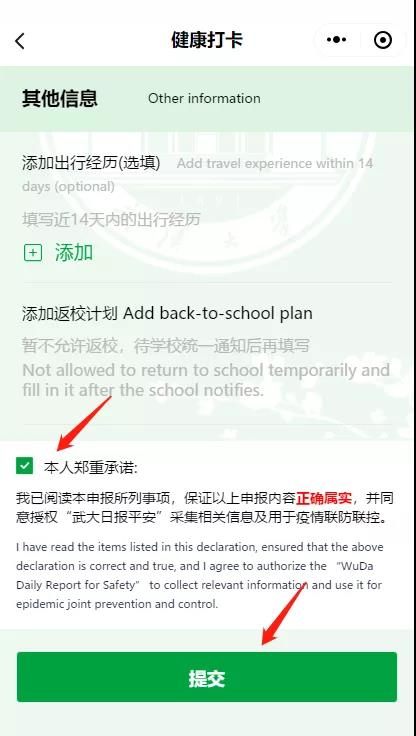 健康打卡
其他信息 Other information
添加出行经历(选填) Add travel experience within 14
days (optional)
填写近14天内的出行经历
添加
添加返校计划 Add back-to-school plan
暂不允许返校，待学校统一通知后再填写
Not allowed to return to school temporarily and
fill in it after the school notifies.
本人郑重承诺:
我已阅读本申报所列事项，保证以上申报内容正确属实，并同
意授权“武大日报平安”采集相关信息及用于疫情联防联控。
I have read the items listed in this declaration, ensured that the above
declaration is correct and true, and I agree to authorize the “WuDa
Daily Report for Safety” to collect relevant information and use it for
epidemic joint prevention and control.
提交